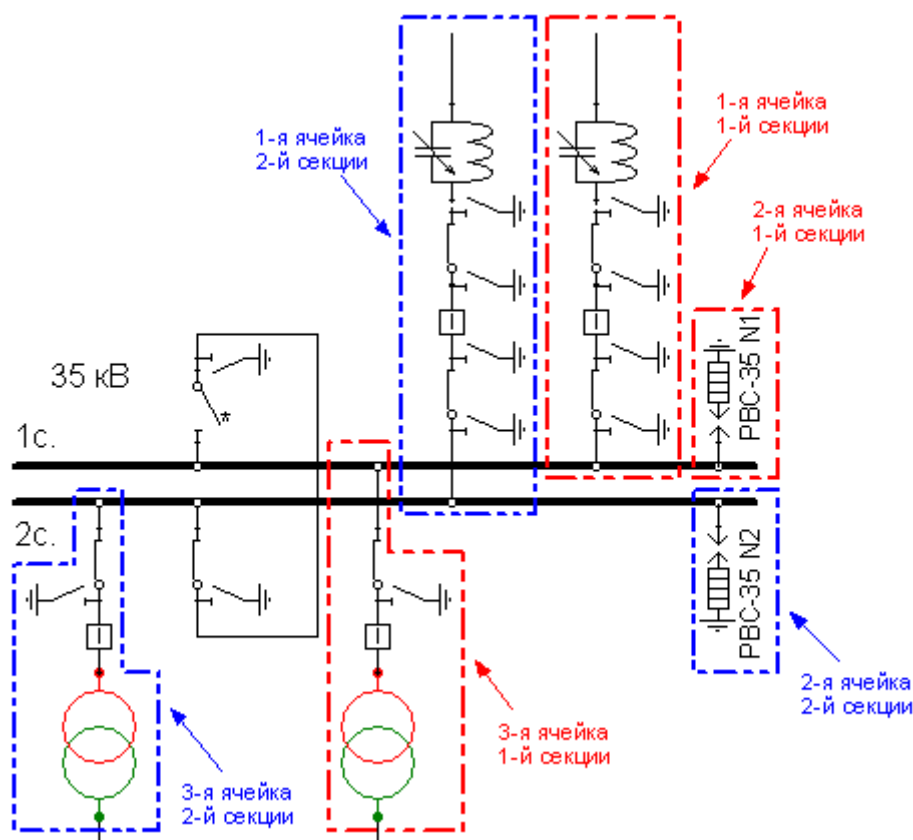 1-я ячейка
2-й секции
1-я ячейка
1-й секции
2-я ячейка
1-й секции
РВС-35 N1
35 кВ
*
1с.
2с.
РВС-35 N2
2-я ячейка
2-й секции
3-я ячейка
1-й секции
3-я ячейка
2-й секции